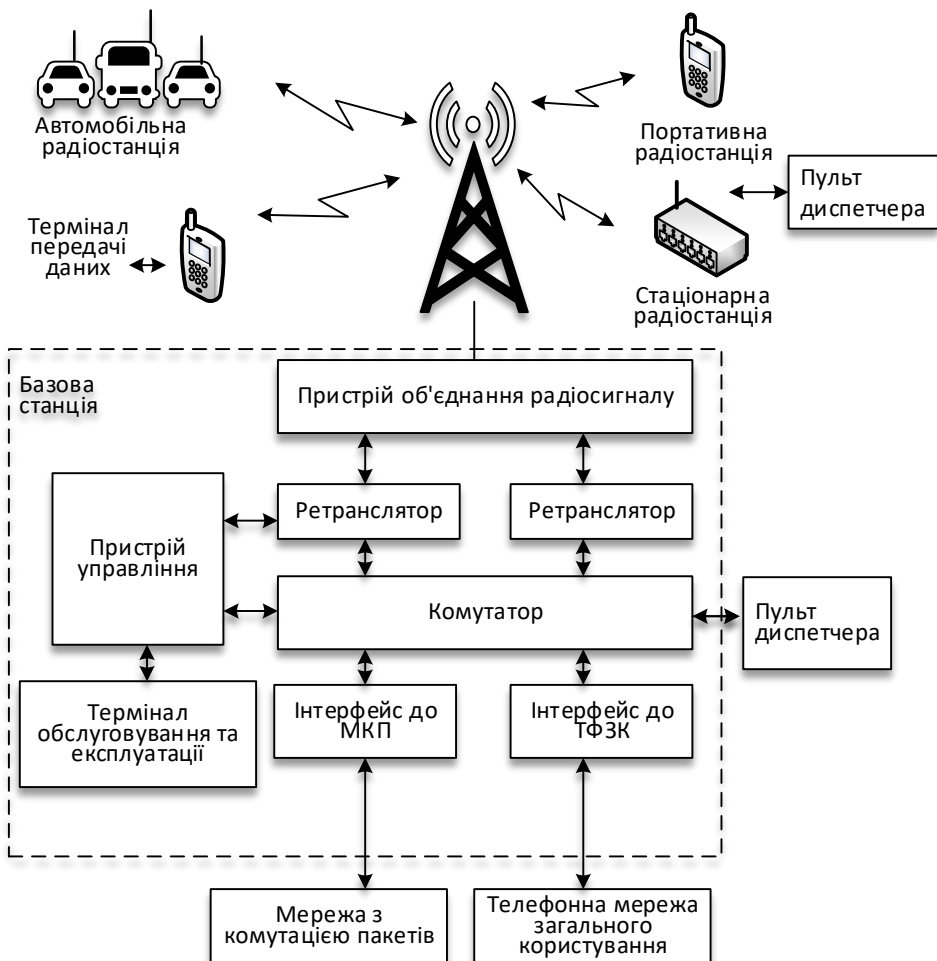 Автомобільна
радіостанція
Портативна
радіостанція
Пульт
диспетчера
Термінал
передачі
даних
Стаціонарна
радіостанція
Базова
станція
Пристрій об'єднання радіосигналу
Ретранслятор
Ретранслятор
Пристрій
управління
Комутатор
Пульт
диспетчера
Термінал
обслуговування та
експлуатації
Інтерфейс до
МКП
Інтерфейс до
ТФЗК
Мережа з
комутацією пакетів
Телефонна мережа
загального
користування